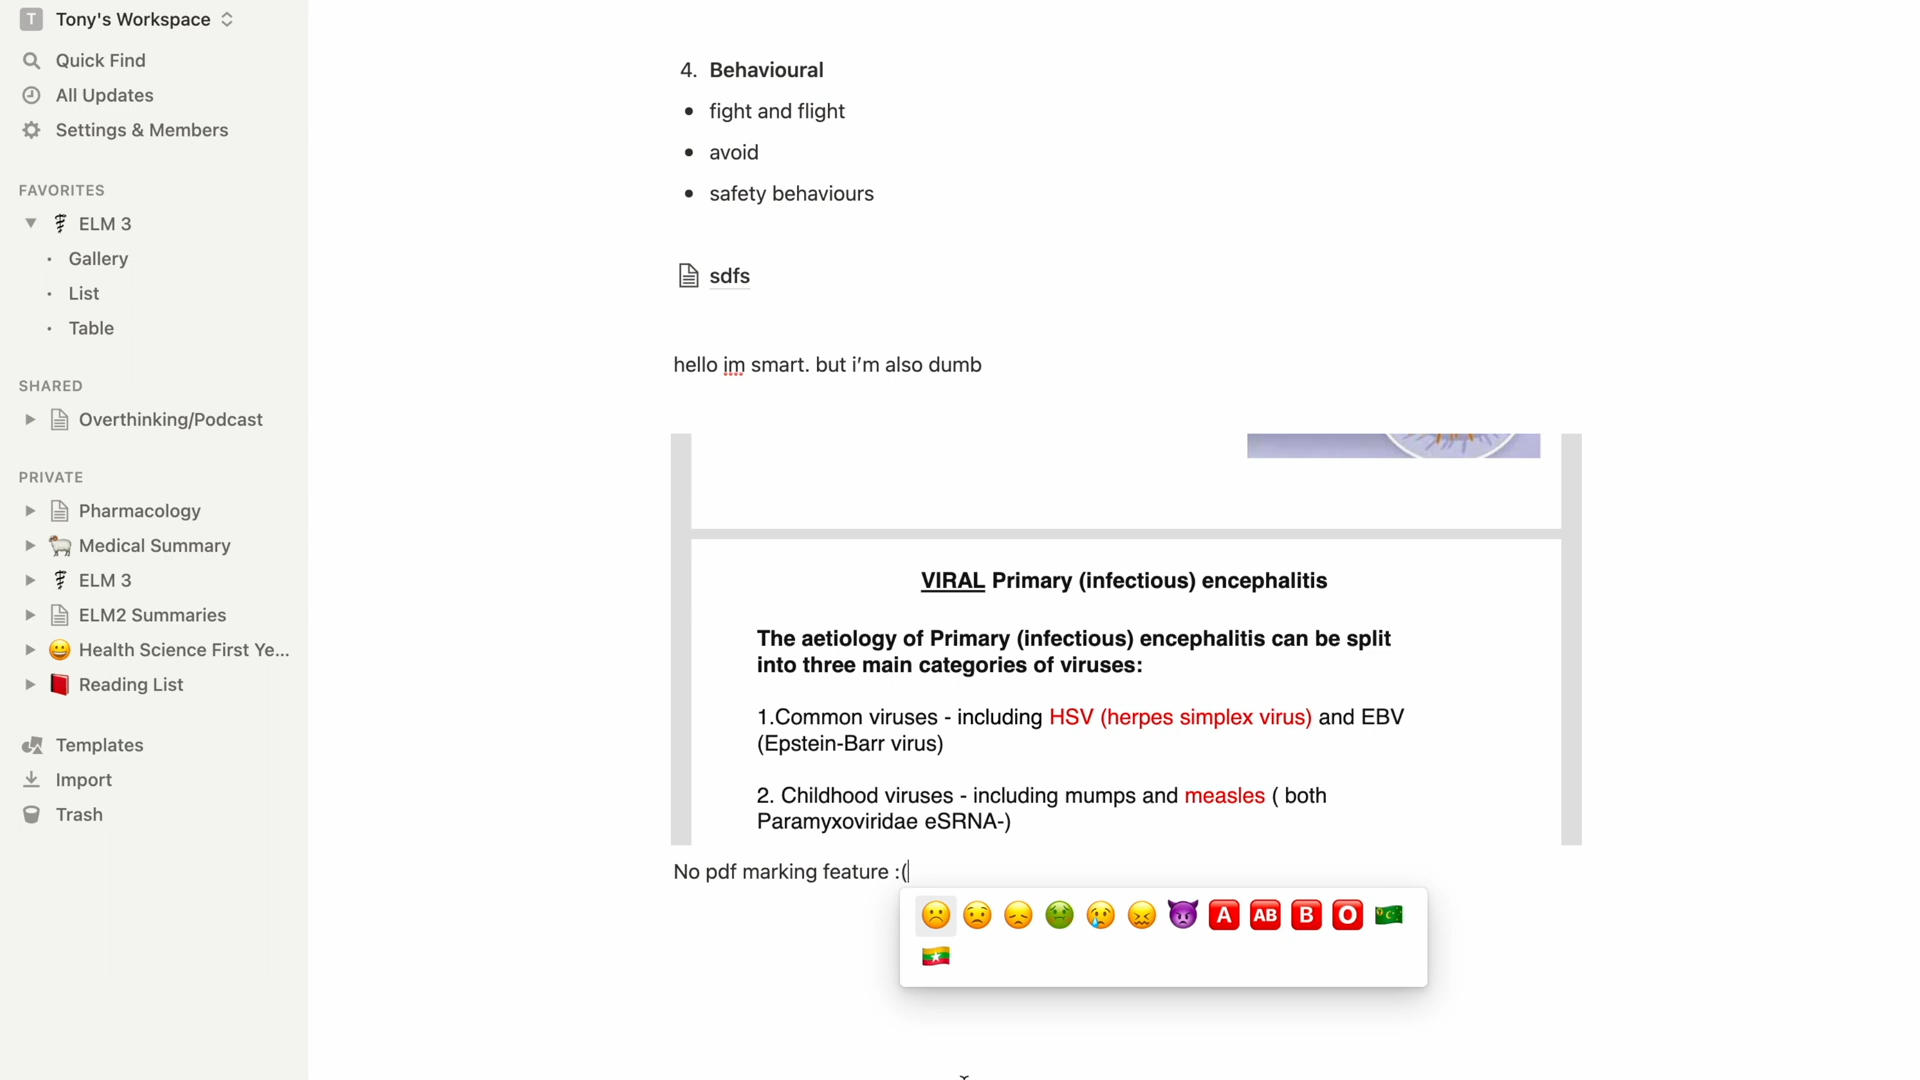 T Tony's Workspace
Quick Find
All Updates
Settings & Members
FAVORITES
ELM 3
Gallery
List
Table
SHARED
Overthinking/Podcast
PRIVATE
Pharmacology
Medical Summary
ELM 3
ELM2 Summaries
Health Science First Ye...
Reading List
Templates
Import
Trash
4. Behavioural
• fight and flight
• avoid
• safety behaviours
sdfs
hello im smart. but i’m also dumb
VIRAL Primary (infectious) encephalitis
The aetiology of Primary (infectious) encephalitis can be split
into three main categories of viruses:
1.Common viruses - including HSV (herpes simplex virus) and EBV
(Epstein-Barr virus)
2. Childhood viruses - including mumps and measles ( both
Paramyxoviridae eSRNA-)
No pdf marking feature :(
A AB B O